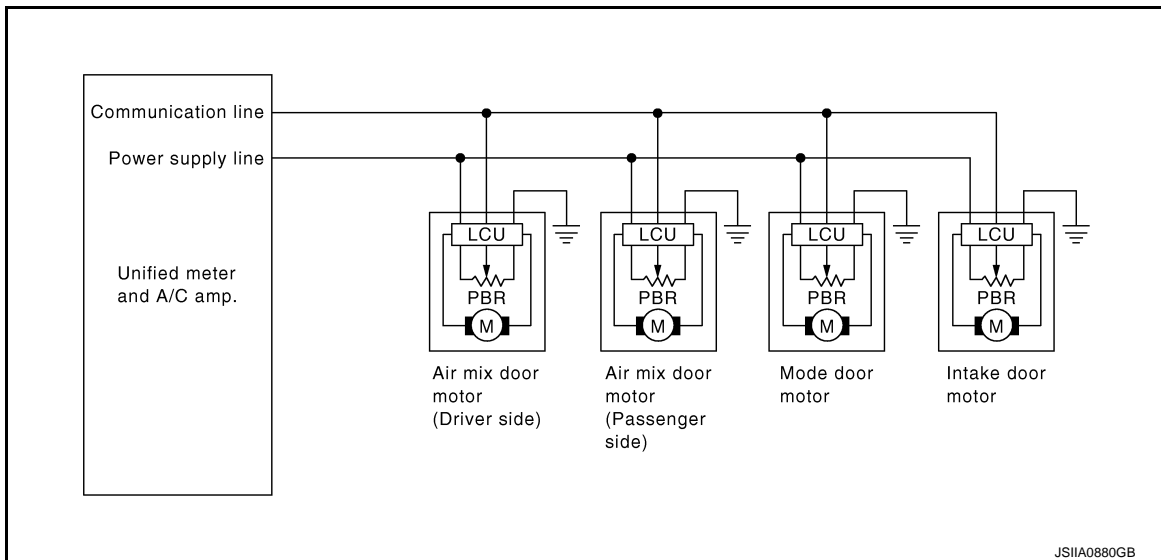 Communication line
Power supply line
Unified meter
and A/C amp.
LCU
PBR
M
Air mix door
motor
(Driver side)
LCU
PBR
M
Air mix door
motor
(Passenger
side)
LCU
PBR
M
Mode door
motor
LCU
PBR
M
Intake door
motor
JSIIA0880GB